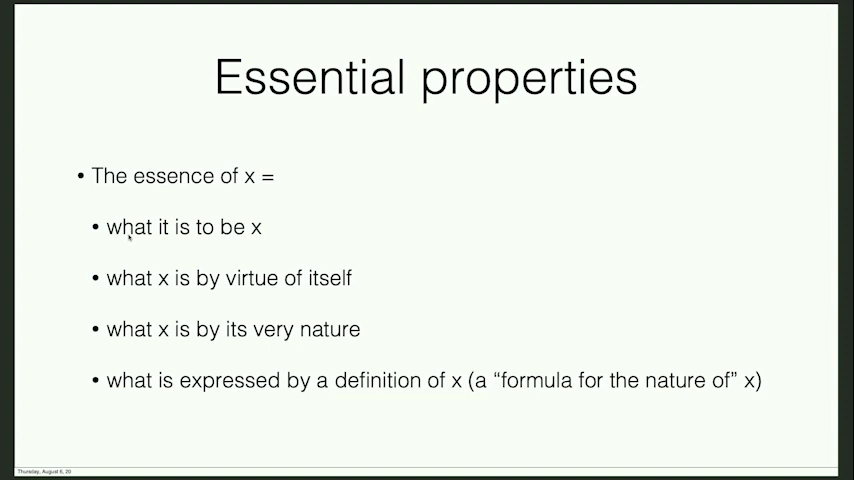 Essential properties
• The essence of x =
• what it is to be x
• what x is by virtue of itself
• what x is by its very nature
• what is expressed by a definition of x (a “formula for the nature of” x)
Thursday, August 6, 20